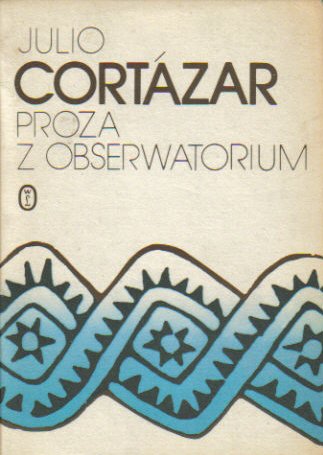 JULIO
CORTÁZAR
PROZA
Z OBSERWATORIUM